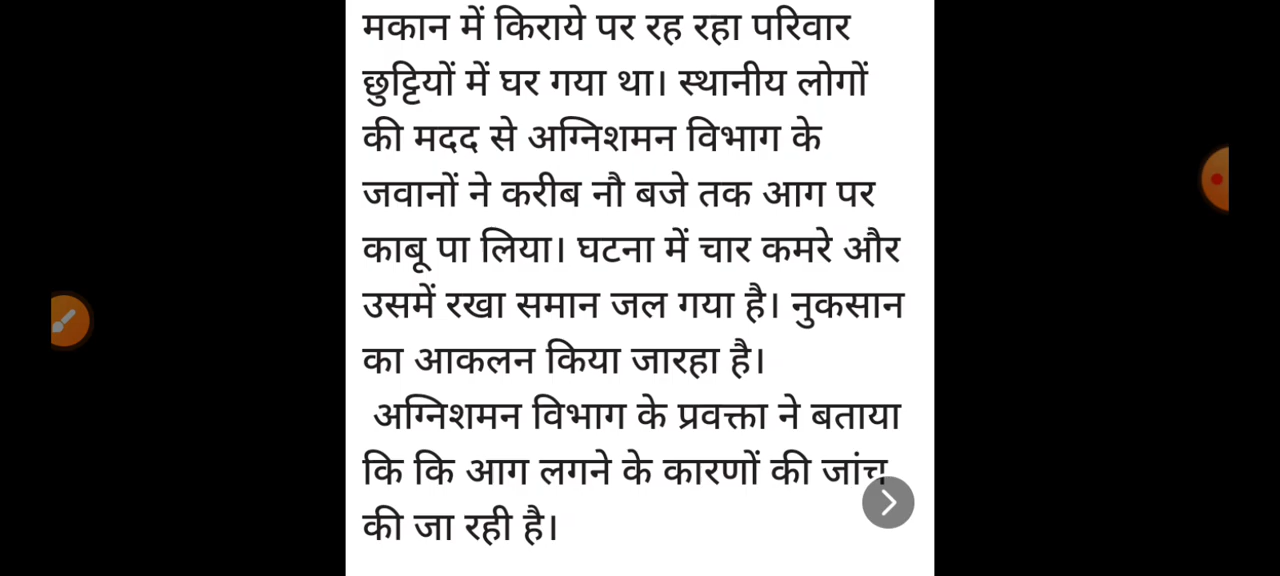 मकान में किराये पर रह रहा परिवार
छुट्टियों में घर गया था। स्थानीय लोगों
की मदद से अग्निशमन विभाग के
जवानों ने करीब नौ बजे तक आग पर
काबू पा लिया। घटना में चार कमरे और
उसमें रखा समान जल गया है। नुकसान
का आकलन किया जारहा है।
अग्निशमन विभाग के प्रवक्ता ने बताया
कि कि आग लगने के कारणों की जांच
की जा रही है।